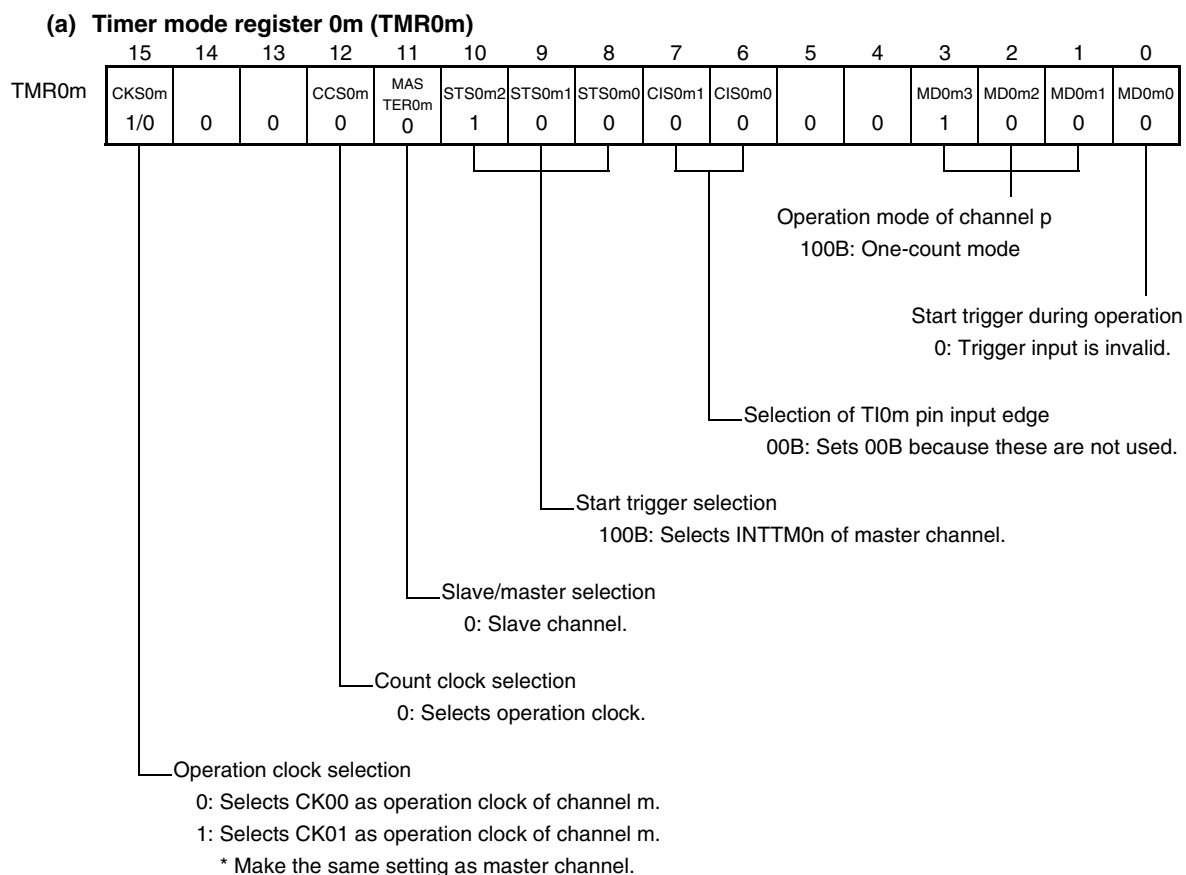 (a) Timer mode register 0m (TMR0m)
15 14 13 12 11 10 9 8 7 6 5 4 3 2 1 0
TMR0m
CKS0m CCS0m MAS TER0m STS0m2 STS0m1 STS0m0 CIS0m1 CIS0m0 MD0m3 MD0m2 MD0m1 MD0m0
1/0 0 0 0 0 1 0 0 0 0 0 0 1 0 0 0
Operation mode of channel p
100B: One-count mode
Start trigger during operation
0: Trigger input is invalid.
Selection of TI0m pin input edge
00B: Sets 00B because these are not used.
Start trigger selection
100B: Selects INTTM0n of master channel.
Slave/master selection
0: Slave channel.
Count clock selection
0: Selects operation clock.
Operation clock selection
0: Selects CK00 as operation clock of channel m.
1: Selects CK01 as operation clock of channel m.
* Make the same setting as master channel.